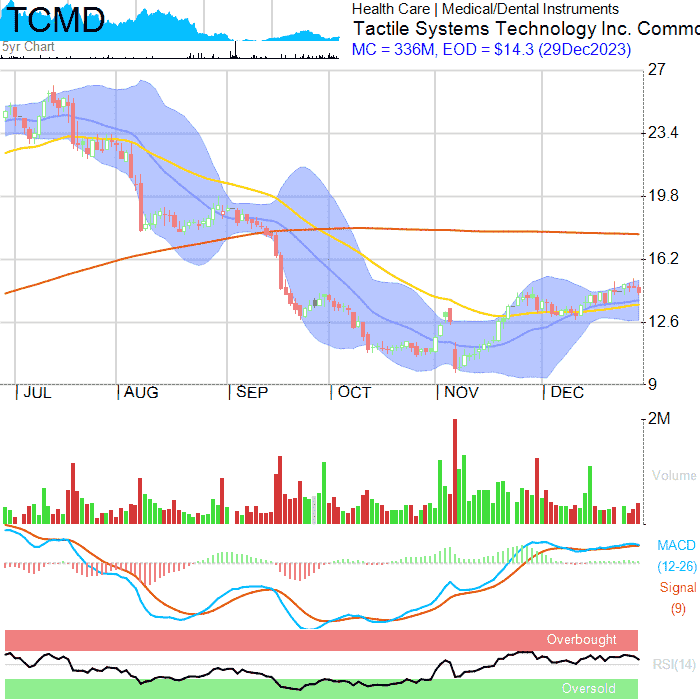 TCMD
5yr Chart
Health Care | Medical/Dental Instruments
Tactile Systems Technology Inc. Commo
MC = 336M, EOD = $14.3 (29Dec2023)
27
23.4
19.8
16.2
12.6
9
JUL AUG SEP OCT NOV DEC
2M
Volume
MACD
(12-26)
Signal
(9)
Overbought
RSI(14)
Oversold